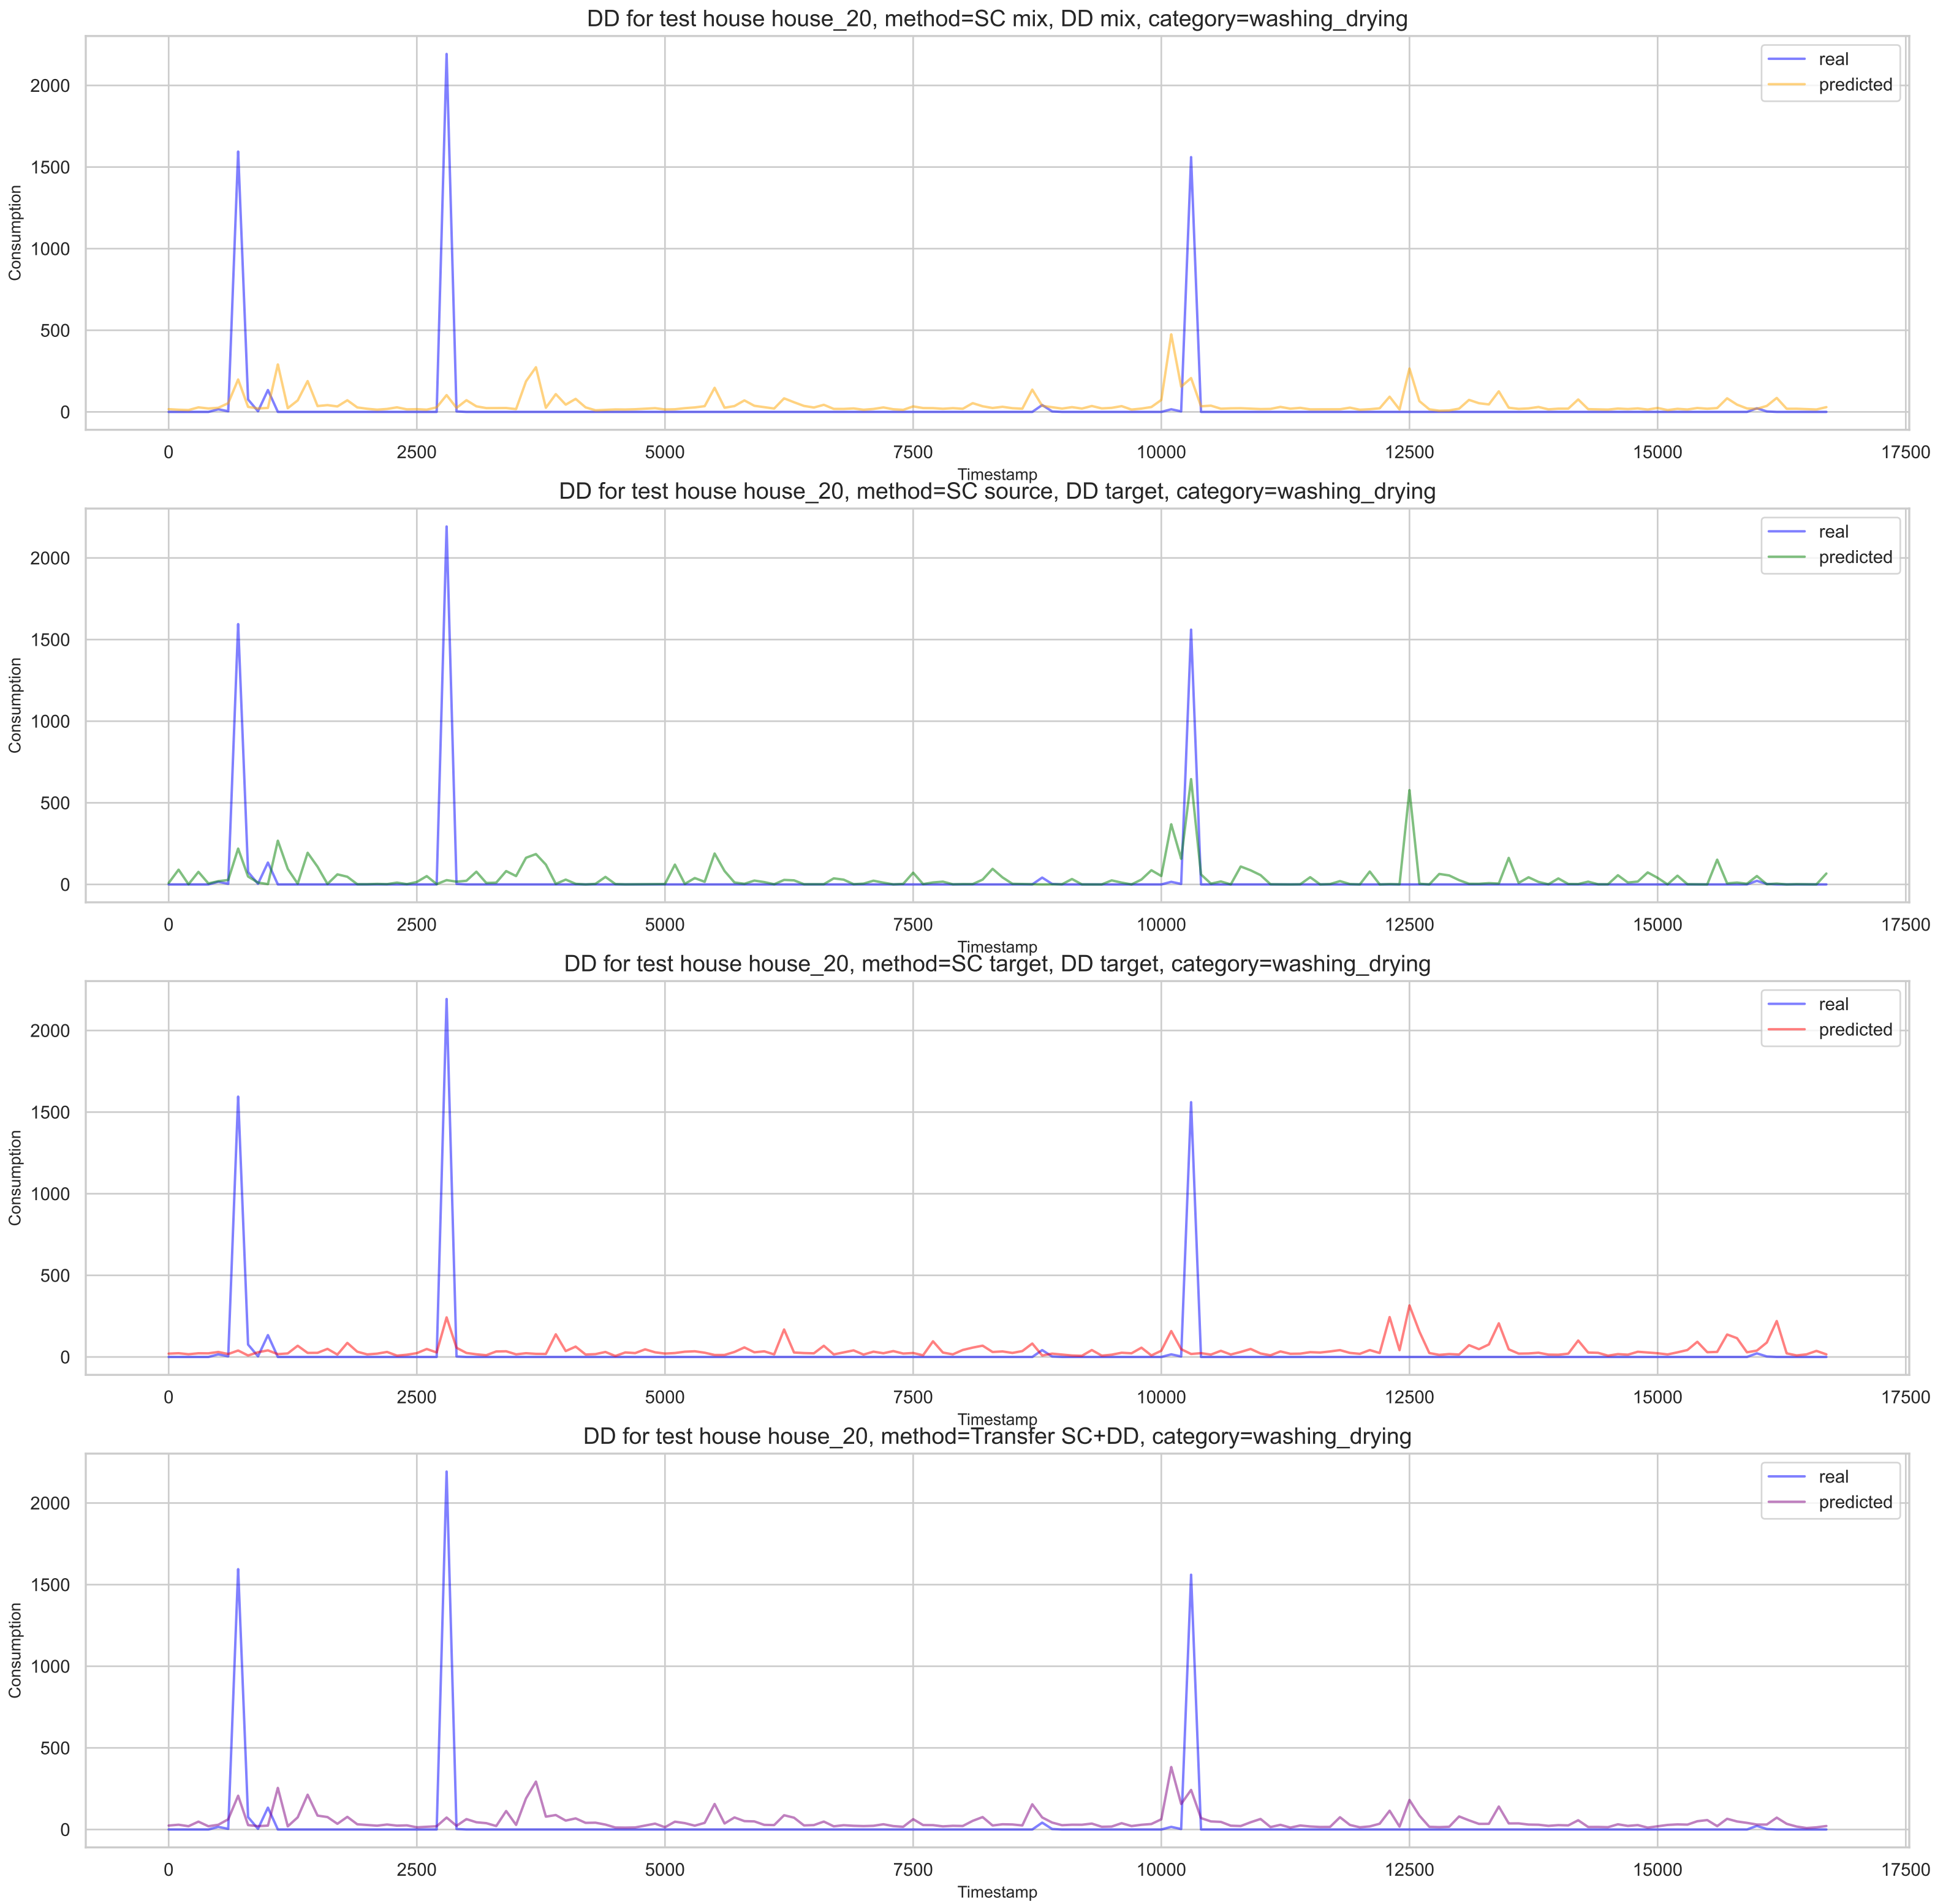 DD for test house house_20, method=SC mix, DD mix, category=washing_drying
real
predicted
2000
1500
1000
500
0
Consumption
0 2500 5000 7500 10000 12500 15000 17500
Timestamp
DD for test house house_20, method=SC source, DD target, category=washing_drying
real
predicted
2000
1500
1000
500
0
Consumption
0 2500 5000 7500 10000 12500 15000 17500
Timestamp
DD for test house house_20, method=SC target, DD target, category=washing_drying
real
predicted
2000
1500
1000
500
0
Consumption
0 2500 5000 7500 10000 12500 15000 17500
Timestamp
DD for test house house_20, method=Transfer SC+DD, category=washing_drying
real
predicted
2000
1500
1000
500
0
Consumption
0 2500 5000 7500 10000 12500 15000 17500
Timestamp